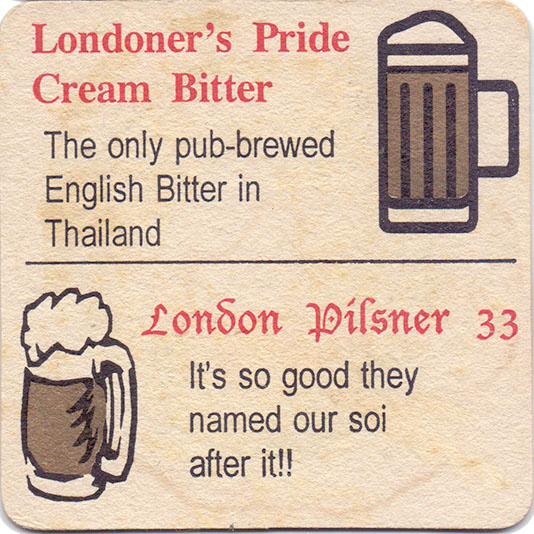 Londoner's Pride
Cream Bitter
The only pub-brewed
English Bitter in
Thailand
London Pilsner 33
It's so good they
named our soi
after it!!